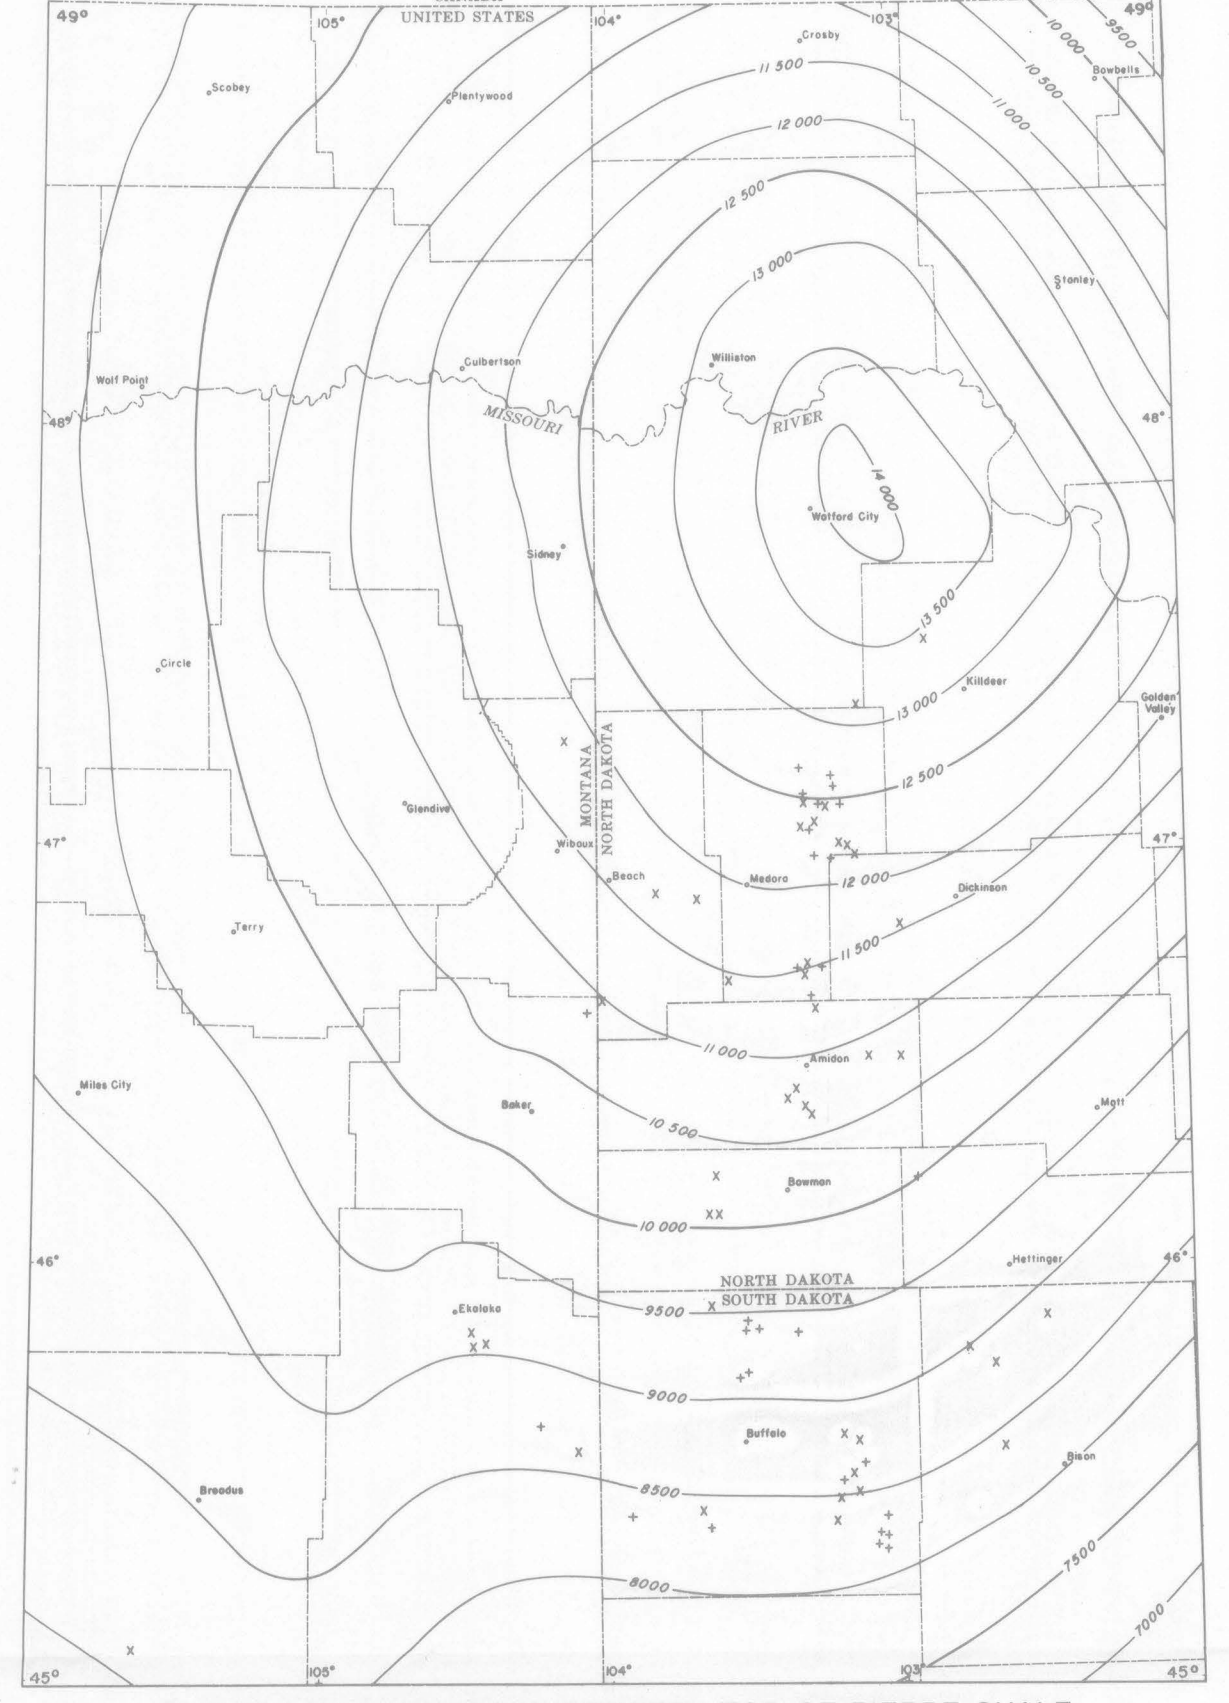 UNITED STATES
49° 105° 104° 103° 49°
9500
10 000
Crosby
11 500
10 500
Bowbells
Scobey
Plentywood
11 000
12 000
12 500
13 000
Stanley
Williston
Culbertson
Wolf Point
MISSOURI
RIVER
48° 48°
14 000
Watford City
Sidney
13 500
Circle
Killdeer
13 000
Golden
Valley
MONTANA
NORTH DAKOTA
12 500
Glendive
47° 47°
Wibaux
Beach
Medora
12 000
Dickinson
Terry
11 500
11 000
Amidon
Miles City
Baker
Mott
10 500
Bowman
10 000
46° 46°
Hettinger
NORTH DAKOTA
SOUTH DAKOTA
Ekalaka
9500
9000
Buffalo
Bison
Broadus
8500
7500
8000
7000
45° 105° 104° 103° 45°